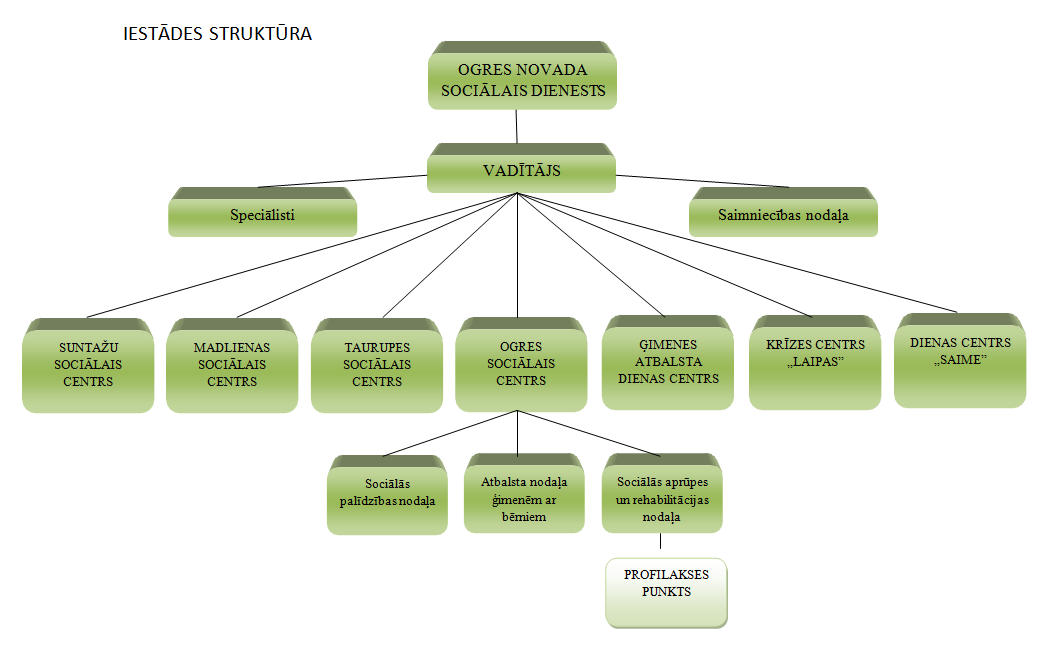 IESTĀDES STRUKTŪRA
OGRES NOVADA
SOCIĀLAIS DIENESTS
VADĪTĀJS
Speciālisti
Saimniecības nodaļa
SUNTAŽU
SOCIĀLAIS
CENTRS
MADLIENAS
SOCIĀLAIS
CENTRS
TAURUPES
SOCIĀLAIS
CENTRS
OGRES
SOCIĀLAIS
CENTRS
ĢIMENES
ATBALSTA
DIENAS CENTRS
KRĪZES CENTRS
„LAIPAS”
DIENAS CENTRS
„SAIME”
Sociālās
palīdzības nodaļa
Atbalsta nodaļa
ģimenēm ar
bērniem
Sociālās aprūpes
un rehabilitācijas
nodaļa
PROFILAKSES
PUNKTS